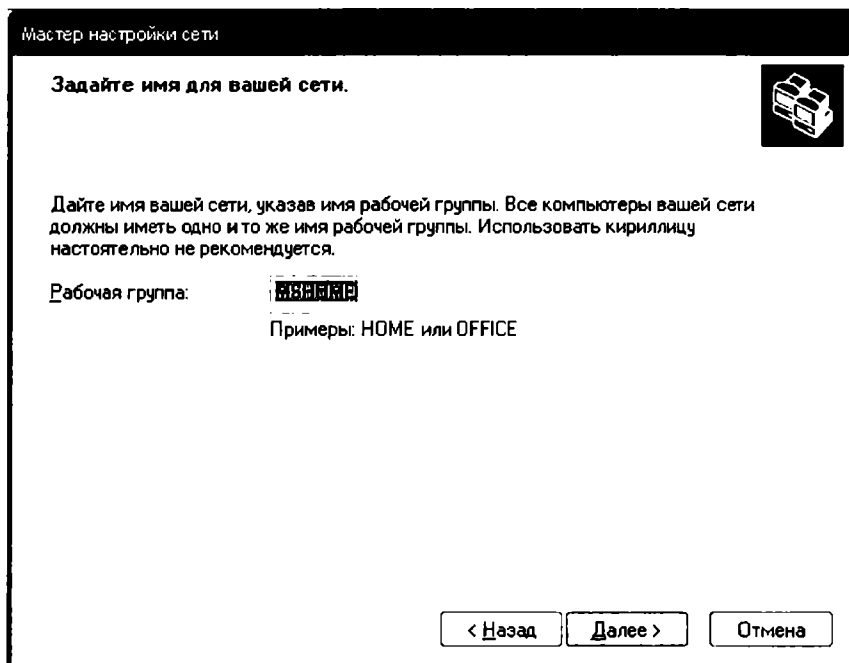 Мастер настройки сети
Задайте имя для вашей сети.
Дайте имя вашей сети, указав имя рабочей группы. Все компьютеры вашей сети
должны иметь одно и то же имя рабочей группы. Использовать кириллицу
настоятельно не рекомендуется.
Рабочая группа: MSHOME
Примеры: HOME или OFFICE
< Назад Далее > Отмена